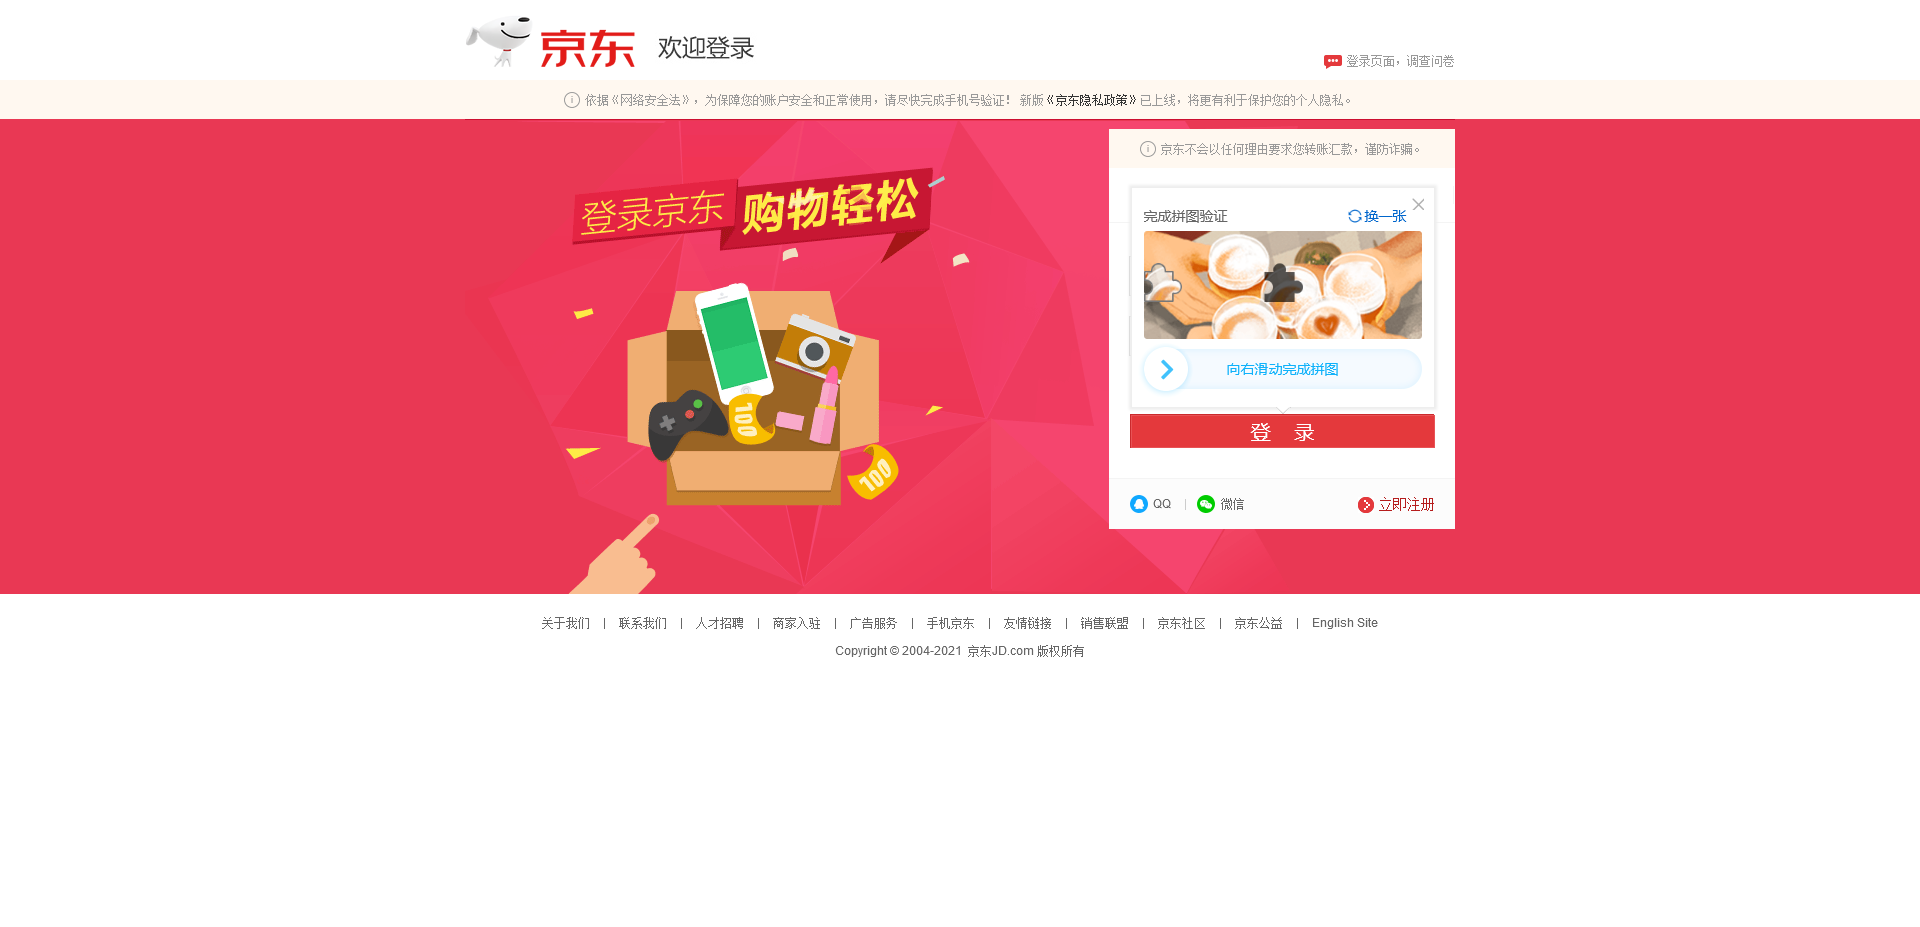 京东 欢迎登录
登录页面，调查问卷
依据《网络安全法》，为保障您的账户安全和正常使用，请尽快完成手机号验证！ 新版《京东隐私政策》已上线，将更有利于保护您的个人隐私。
京东不会以任何理由要求您转账汇款，谨防诈骗。
登录京东 购物轻松
完成拼图验证 换一张
向右滑动完成拼图
100
100
登 录
QQ | 微信 立即注册
关于我们 | 联系我们 | 人才招聘 | 商家入驻 | 广告服务 | 手机京东 | 友情链接 | 销售联盟 | 京东社区 | 京东公益 | English Site
Copyright © 2004-2021 京东JD.com 版权所有